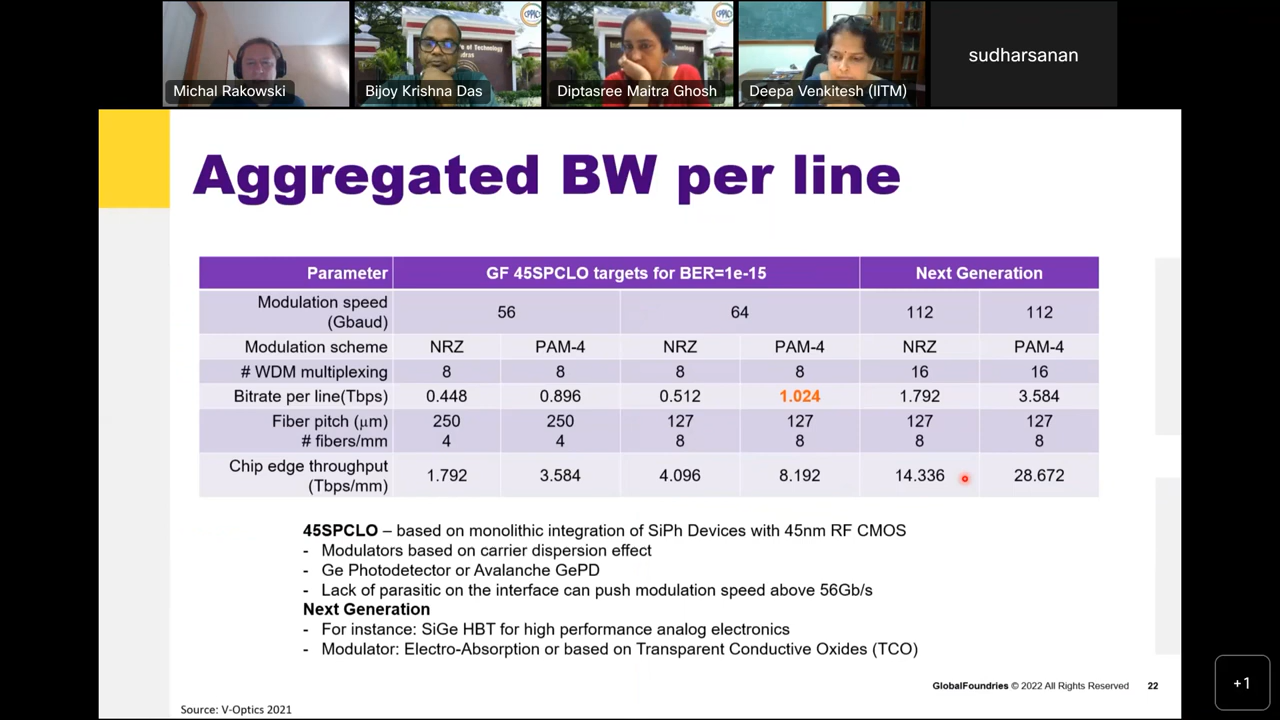 Michal Rakowski
Bijoy Krishna Das
Diptasree Maitra Ghosh
Deepa Venkitesh (IITM)
sudharsanan
Aggregated BW per line
Parameter GF 45SPCLO targets for BER=1e-15 Next Generation
Modulation speed
(Gbaud) 56 64 112 112
Modulation scheme NRZ PAM-4 NRZ PAM-4 NRZ PAM-4
# WDM multiplexing 8 8 8 8 16 16
Bitrate per line(Tbps) 0.448 0.896 0.512 1.024 1.792 3.584
Fiber pitch (μm) 250 250 127 127 127 127
# fibers/mm 4 4 8 8 8 8
Chip edge throughput
(Tbps/mm) 1.792 3.584 4.096 8.192 14.336 28.672
45SPCLO – based on monolithic integration of SiPh Devices with 45nm RF CMOS
- Modulators based on carrier dispersion effect
- Ge Photodetector or Avalanche GePD
- Lack of parasitic on the interface can push modulation speed above 56Gb/s
Next Generation
- For instance: SiGe HBT for high performance analog electronics
- Modulator: Electro-Absorption or based on Transparent Conductive Oxides (TCO)
GlobalFoundries © 2022 All Rights Reserved 22
+1
Source: V-Optics 2021